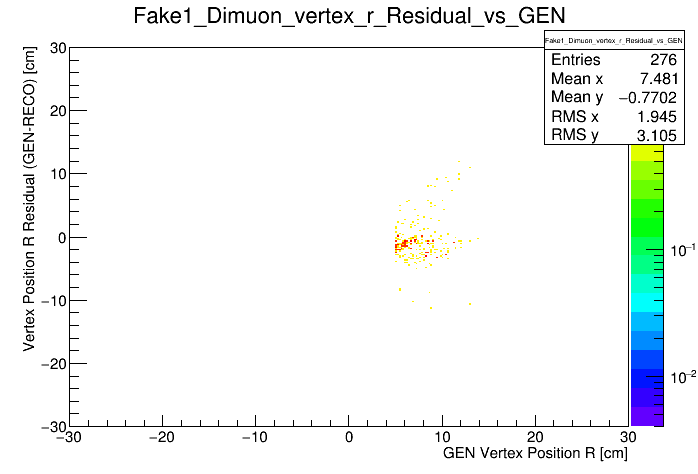 Fake1_Dimuon_vertex_r_Residual_vs_GEN
Fake1_Dimuon_vertex_r_Residual_vs_GEN
Entries 276
Mean x 7.481
Mean y −0.7702
RMS x 1.945
RMS y 3.105
Vertex Position R Residual (GEN-RECO) [cm]
30
20
10
0
−10
−20
−30
−30 −20 −10 0 10 20 30
GEN Vertex Position R [cm]
10−1
10−2